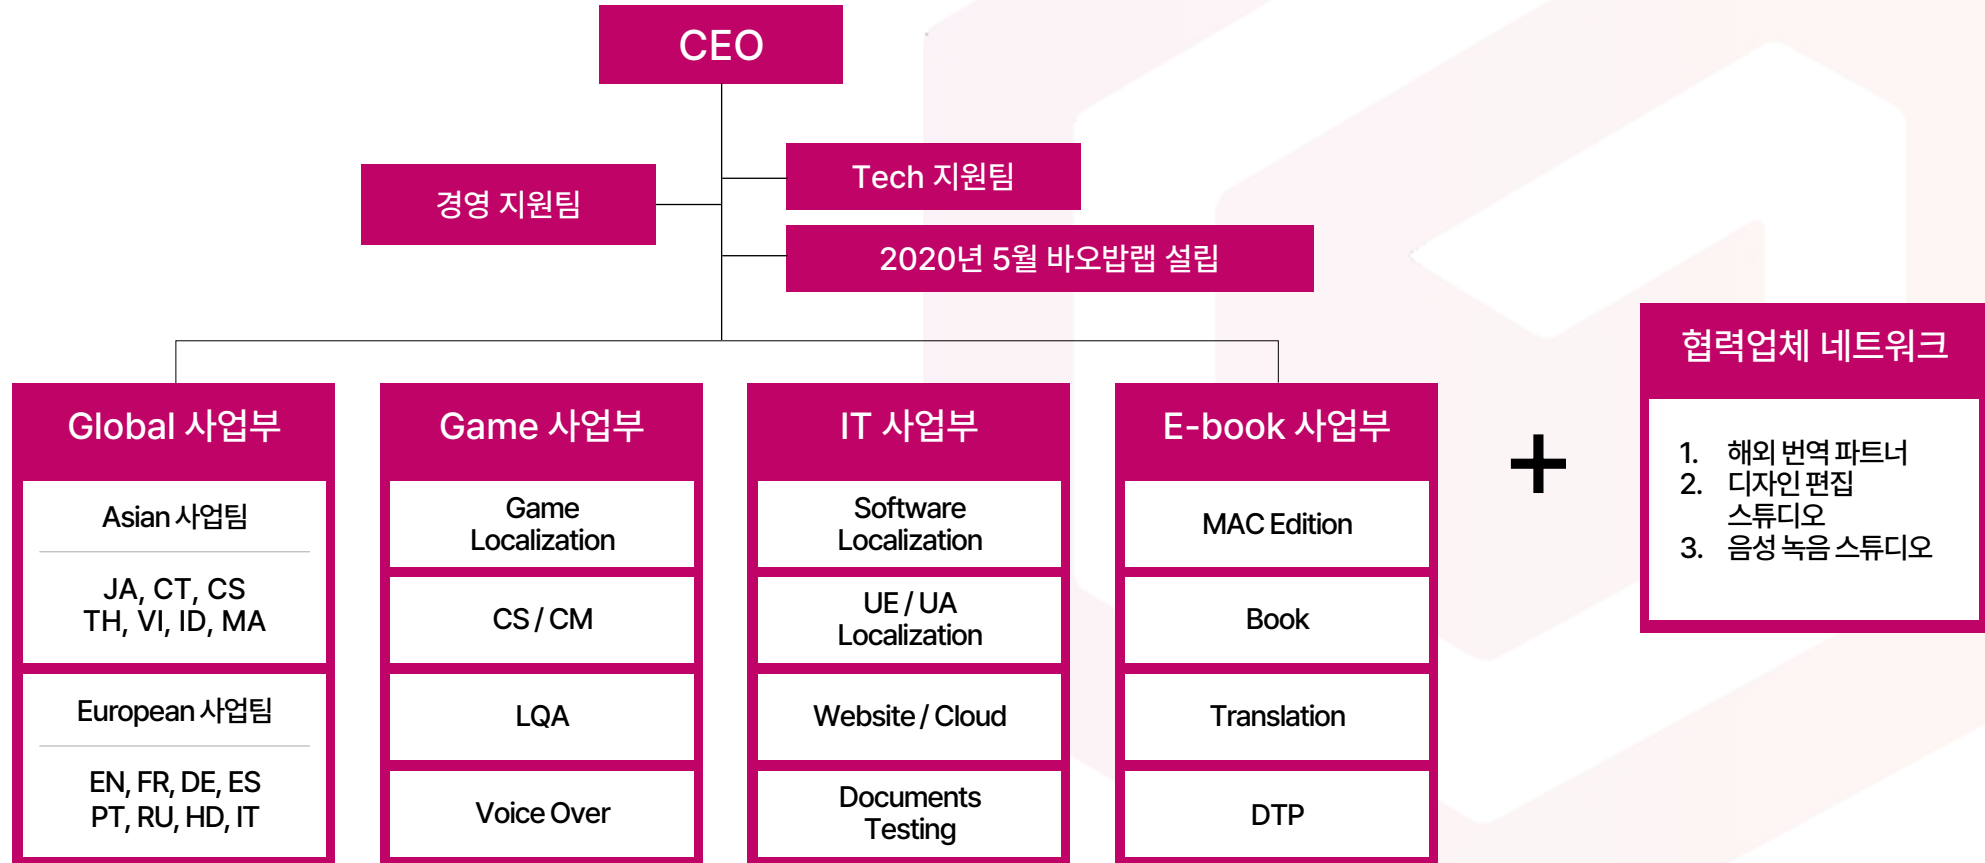 CEO
Tech 지원팀
경영 지원팀
2020년 5월 바오밥랩 설립
Global 사업부
Asian 사업팀
JA, CT, CS
TH, VI, ID, MA
European 사업팀
EN, FR, DE, ES
PT, RU, HD, IT
Game 사업부
Game
Localization
CS / CM
LQA
Voice Over
IT 사업부
Software
Localization
UE / UA
Localization
Website / Cloud
Documents
Testing
E-book 사업부
MAC Edition
Book
Translation
DTP
+
협력업체 네트워크
1. 해외 번역 파트너
2. 디자인 편집
스튜디오
3. 음성 녹음 스튜디오